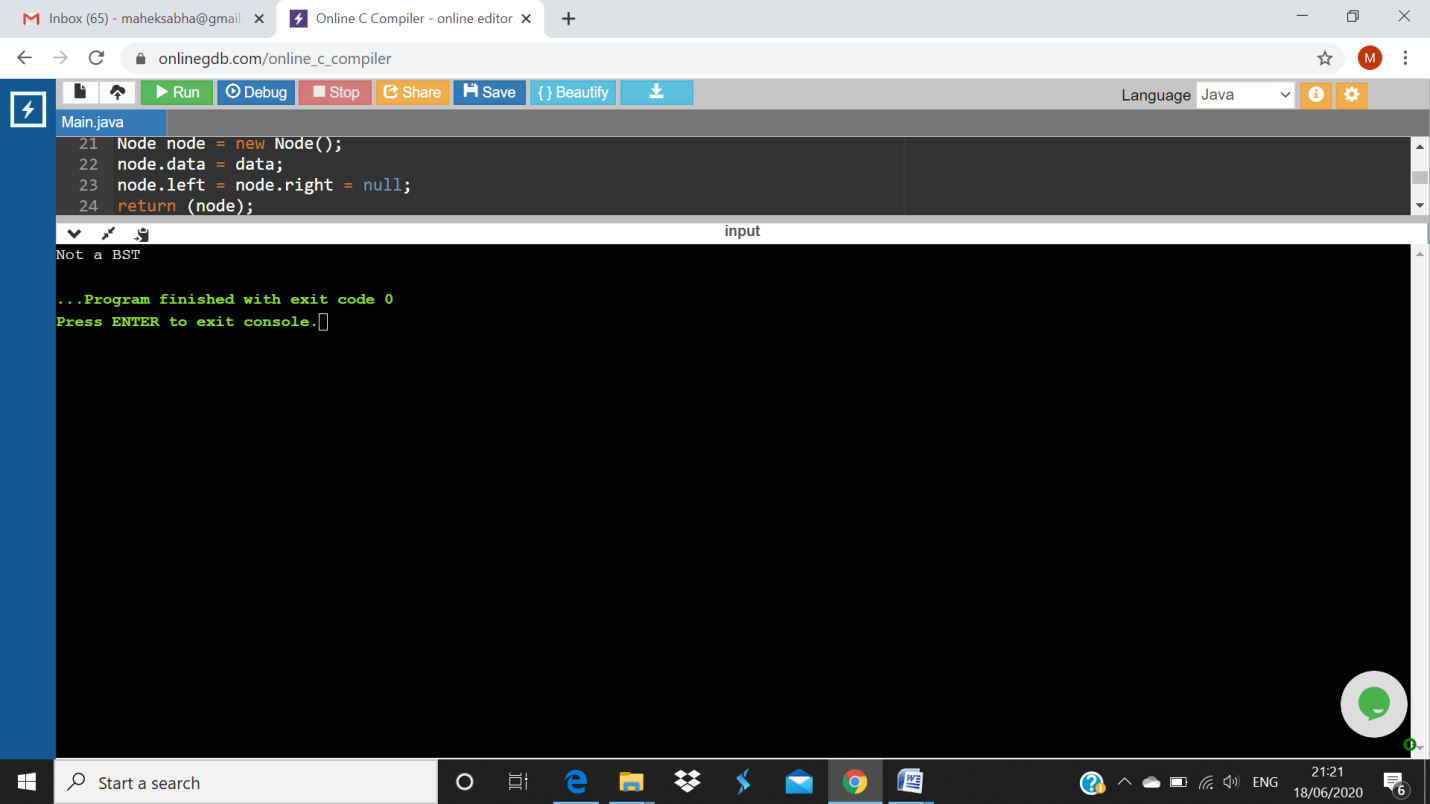 Inbox (65) - maheksabha@gmail.
Online C Compiler - online editor
onlinegdb.com/online_c_compiler
M
Run Debug Stop Share Save { } Beautify
Language Java
Main.java
21 Node node = new Node();
22 node.data = data;
23 node.left = node.right = null;
24 return (node);
input
Not a BST
...Program finished with exit code 0
Press ENTER to exit console.
Start a search
ENG
21:21
18/06/2020
6